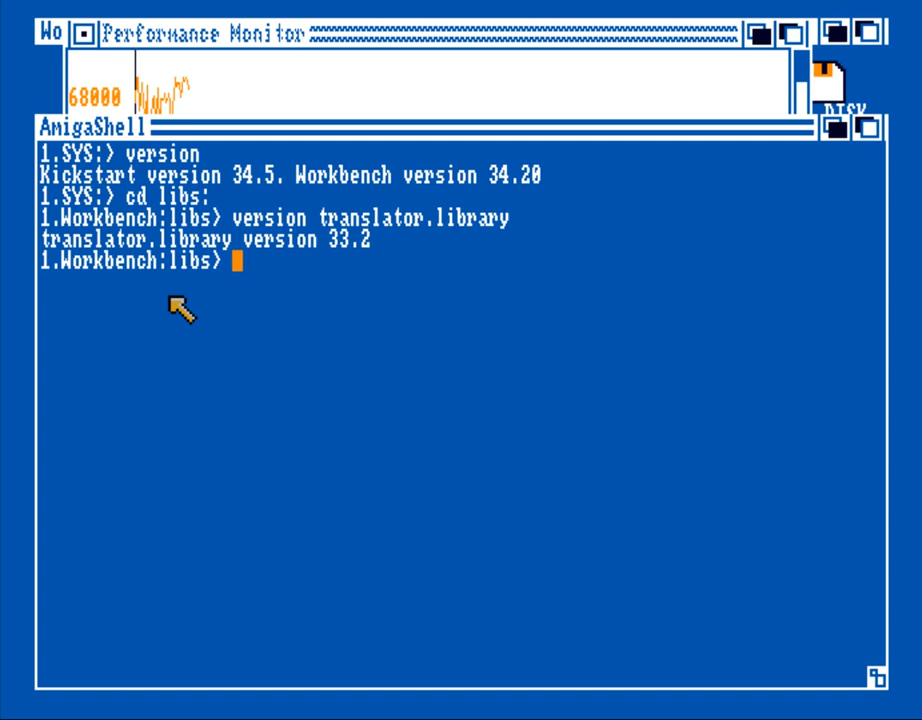 Wo
Performance Monitor
68000
DISK
AmigaShell
1.SYS:> version
Kickstart version 34.5. Workbench version 34.20
1.SYS:> cd libs:
1.Workbench:libs> version translator.library
translator.library version 33.2
1.Workbench:libs>